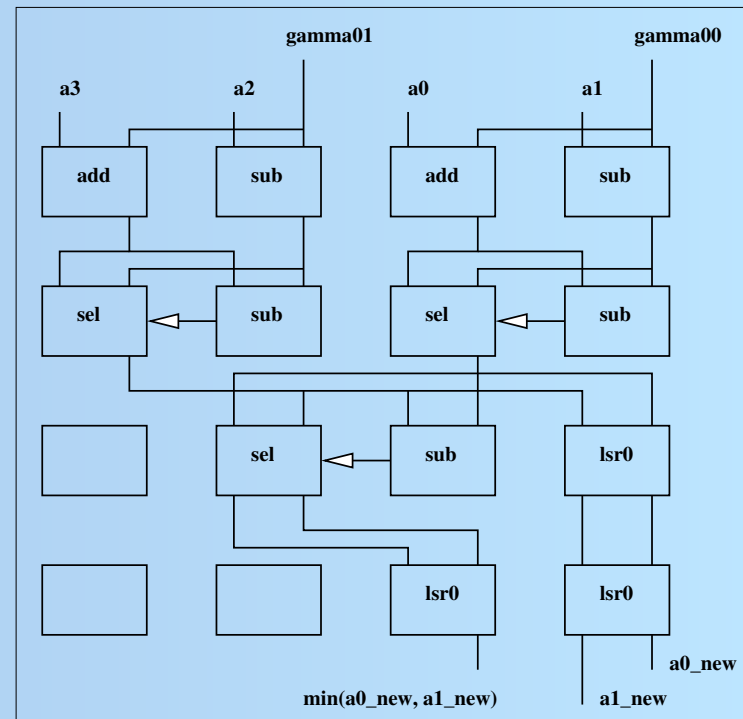 gamma01 gamma00
a3 a2 a0 a1
add sub add sub
sel sub sel sub
sel sub lsr0
lsr0 lsr0
a0_new
min(a0_new, a1_new) a1_new